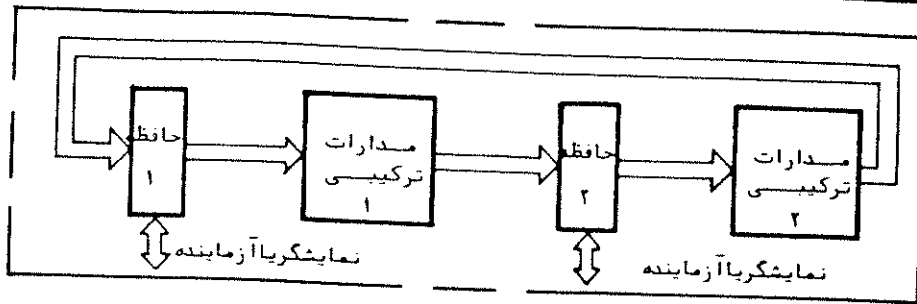 حافظه
۱
مدارات
ترکیبی
۱
حافظه
۲
مدارات
ترکیبی
۲
نمایشگر یا آزماینده
نمایشگر یا آزماینده